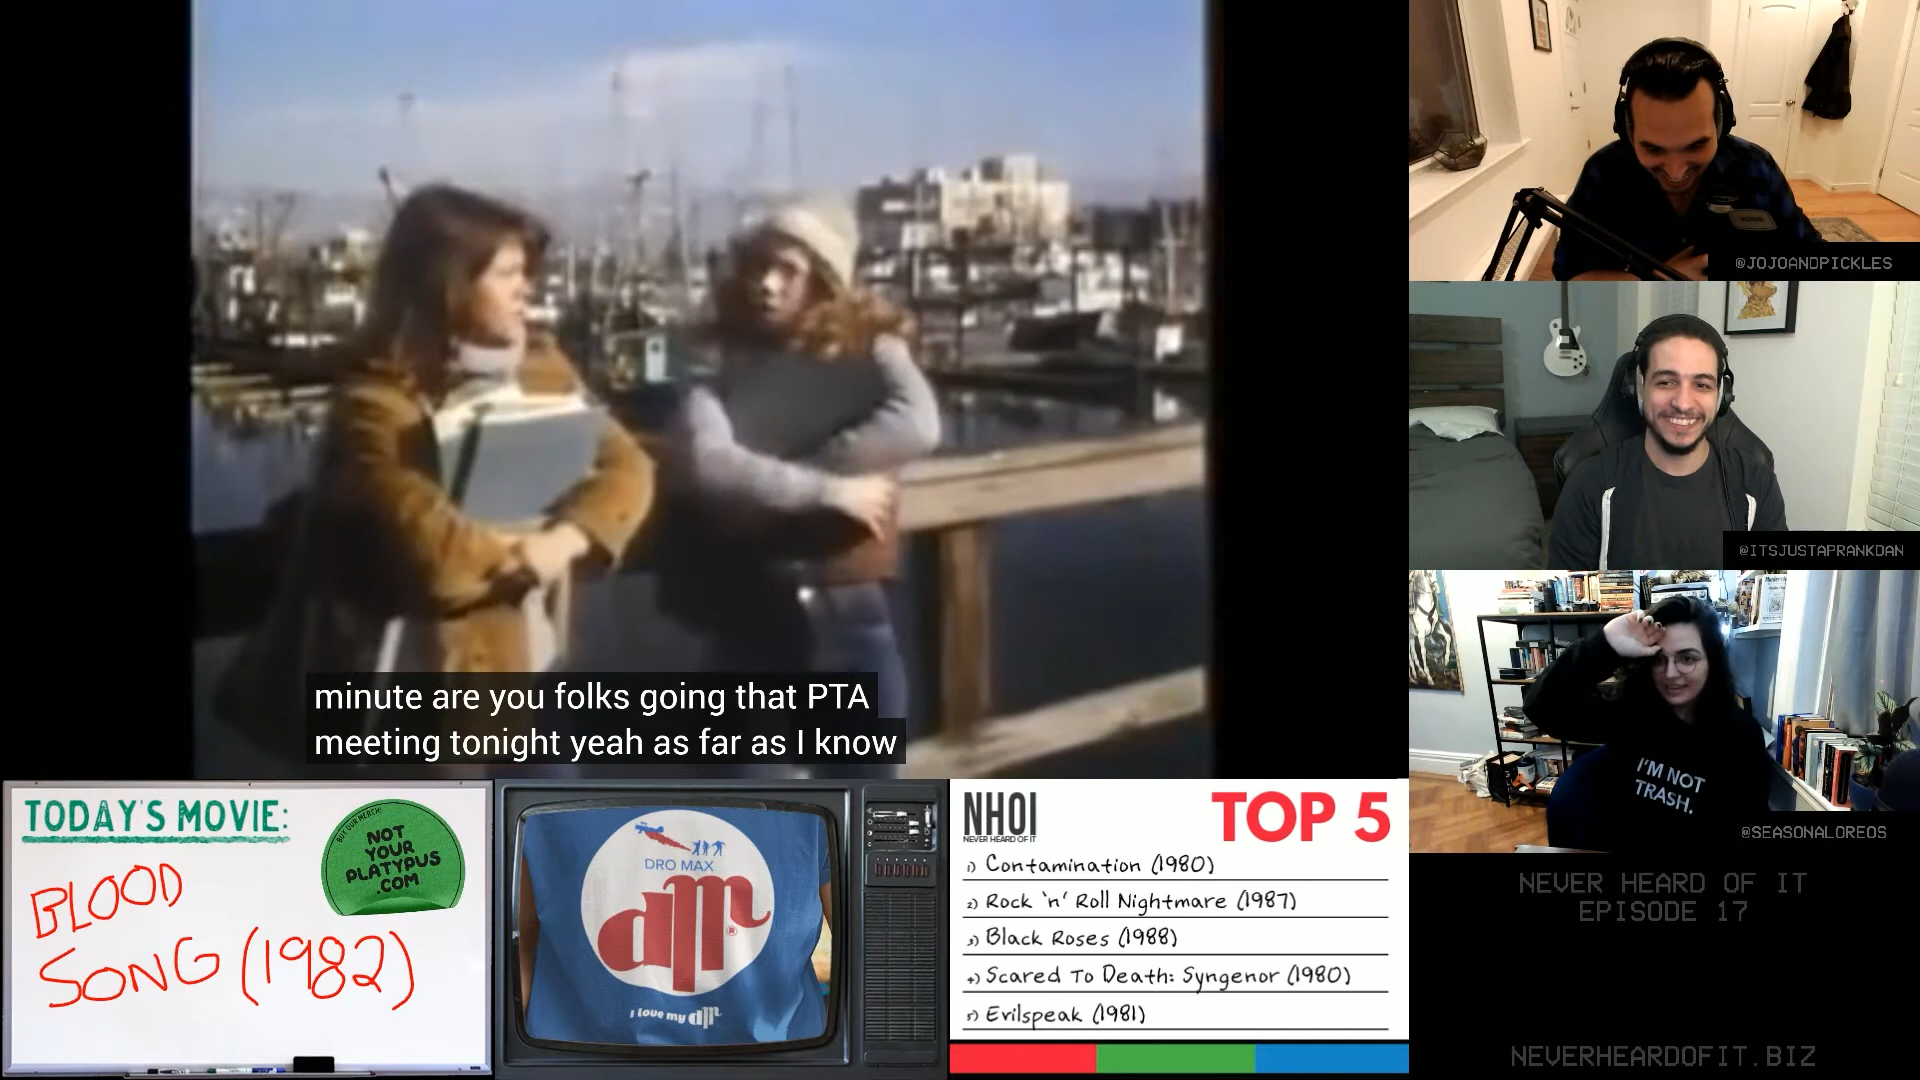 minute are you folks going that PTA
meeting tonight yeah as far as I know
@JOJOANDPICKLES
@ITSJUSTAPRANKDAN
I'M NOT
TRASH.
@SEASONALOREOS
TODAY'S MOVIE:
BLOOD
SONG (1982)
BUY OUR MERCH!
NOT
YOUR
PLATYPUS
.COM
DRO MAX
dm®
I love my dm
NHOI
NEVER HEARD OF IT
TOP 5
1) Contamination (1980)
2) Rock 'n' Roll Nightmare (1987)
3) Black Roses (1988)
4) Scared To Death: Syngenor (1980)
5) Evilspeak (1981)
NEVER HEARD OF IT
EPISODE 17
NEVERHEARDOFIT.BIZ